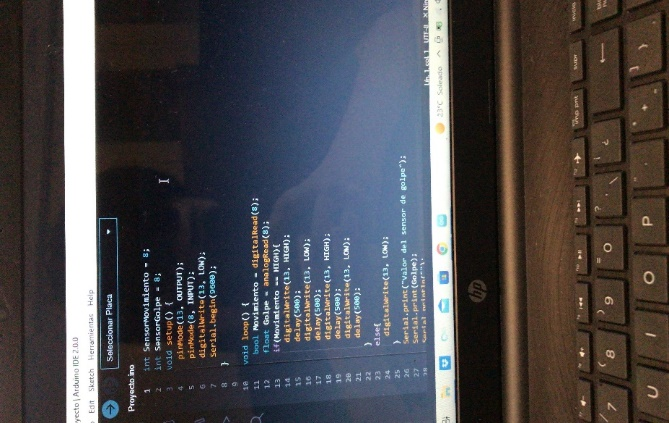 yecto | Arduino IDE 2.0.0
Edit Sketch Herramientas Help
Seleccionar Placa
Proyecto.ino
1 int SensorMovimiento = 8;
2 int SensorGolpe = 8;
3 void setup() {
4 pinMode(13, OUTPUT);
5 pinMode(8, INPUT);
6 digitalWrite(13, LOW);
7 Serial.begin(9600);
8 }
9
10 void loop() {
11 bool Movimiento = digitalRead(8);
12 float Golpe = analogRead(8);
13 if(Movimiento == HIGH){
14 digitalWrite(13, HIGH);
15 delay(500);
16 digitalWrite(13, LOW);
17 delay(500);
18 digitalWrite(13, HIGH);
19 delay(500);
20 digitalWrite(13, LOW);
21 delay(500);
22 }
23 else{
24 digitalWrite(13, LOW);
25 }
26 Serial.print("Valor del sensor de golpe");
27 Serial.print(Golpe);
28
UTF-8
23°C Soleado
hp
9 0
U I O P